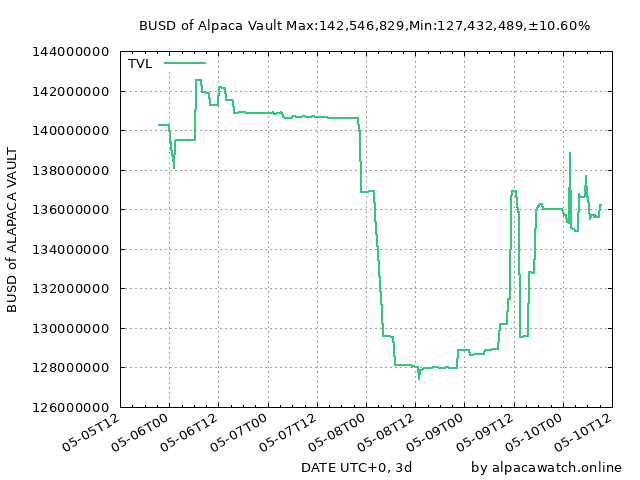 BUSD of Alpaca Vault Max:142,546,829,Min:127,432,489,±10.60%
144000000
142000000
140000000
138000000
136000000
134000000
132000000
130000000
128000000
126000000
TVL
BUSD of ALAPACA VAULT
05-05T12
05-06T00
05-06T12
05-07T00
05-07T12
05-08T00
05-08T12
05-09T00
05-09T12
05-10T00
05-10T12
DATE UTC+0, 3d
by alpacawatch.online